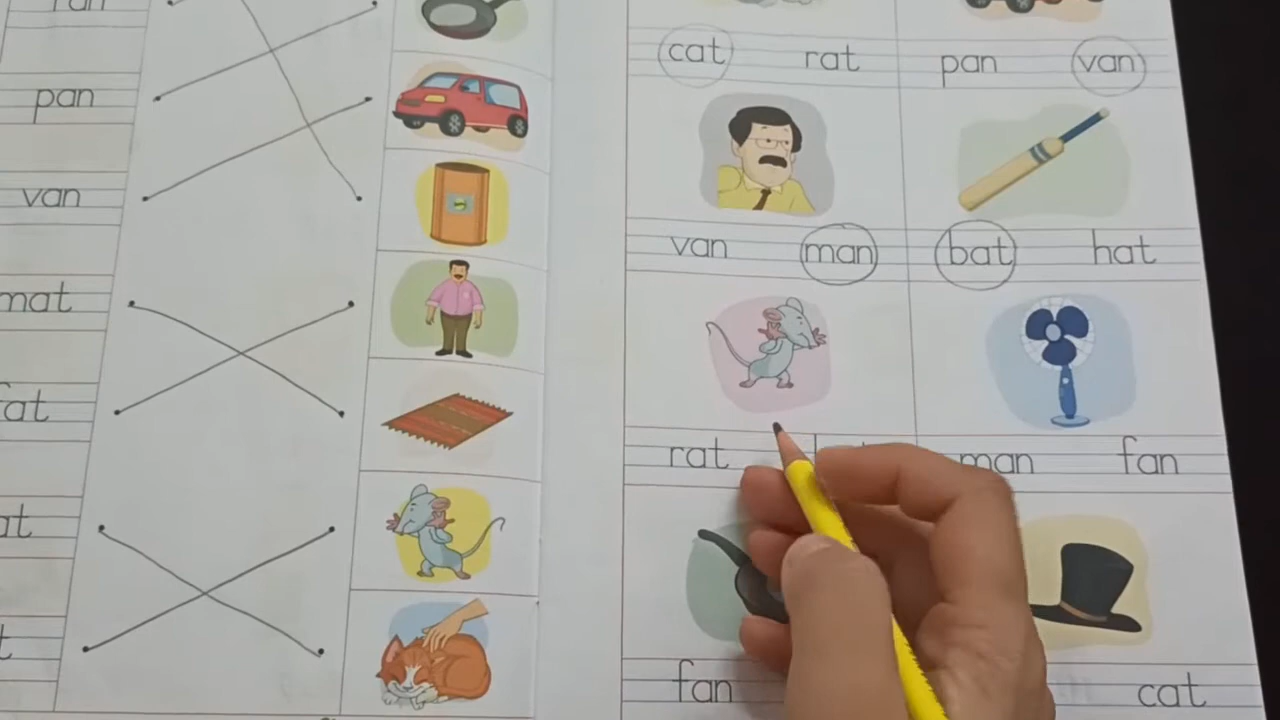 pan
van
mat
cat rat pan van
van man bat hat
rat man fan
fan cat